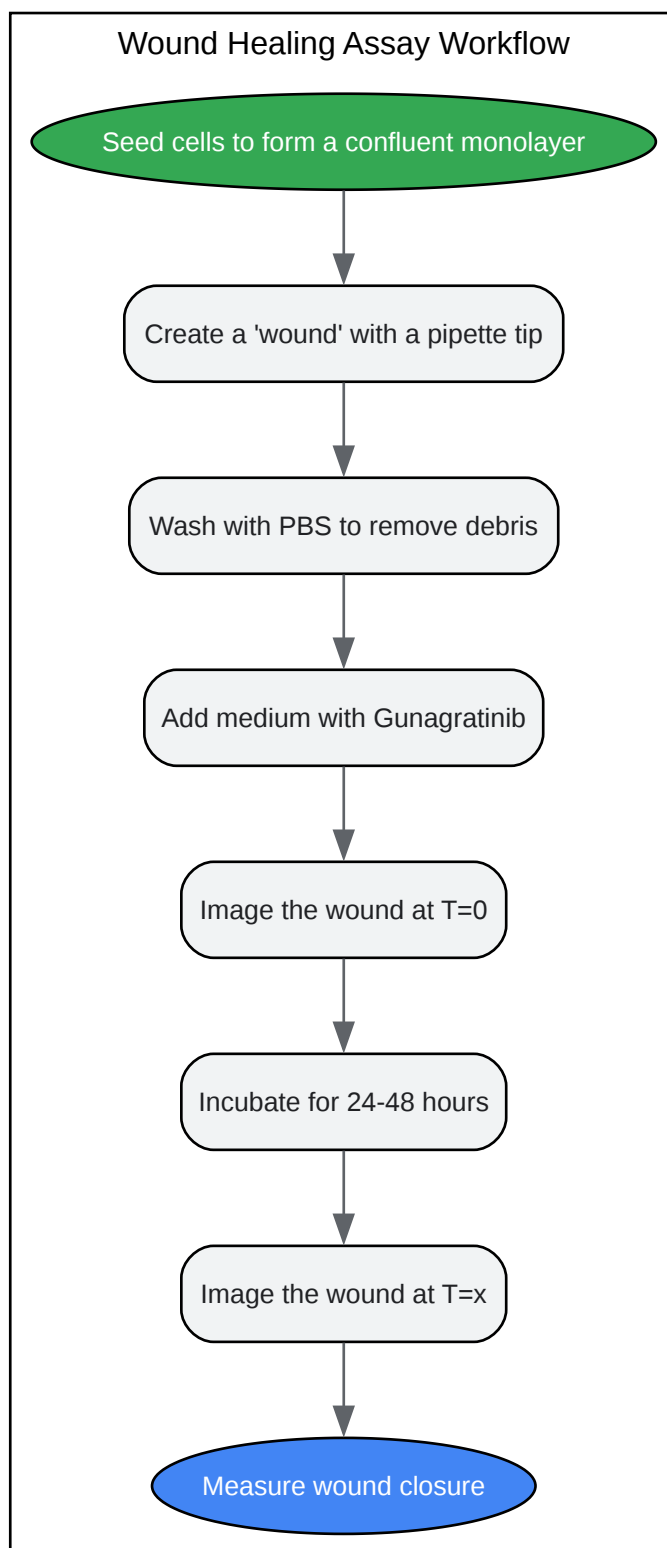 Wound Healing Assay Workflow
Seed cells to form a confluent monolayer
Create a 'wound' with a pipette tip
Wash with PBS to remove debris
Add medium with Gunagratinib
Image the wound at T=0
Incubate for 24-48 hours
Image the wound at T=x
Measure wound closure